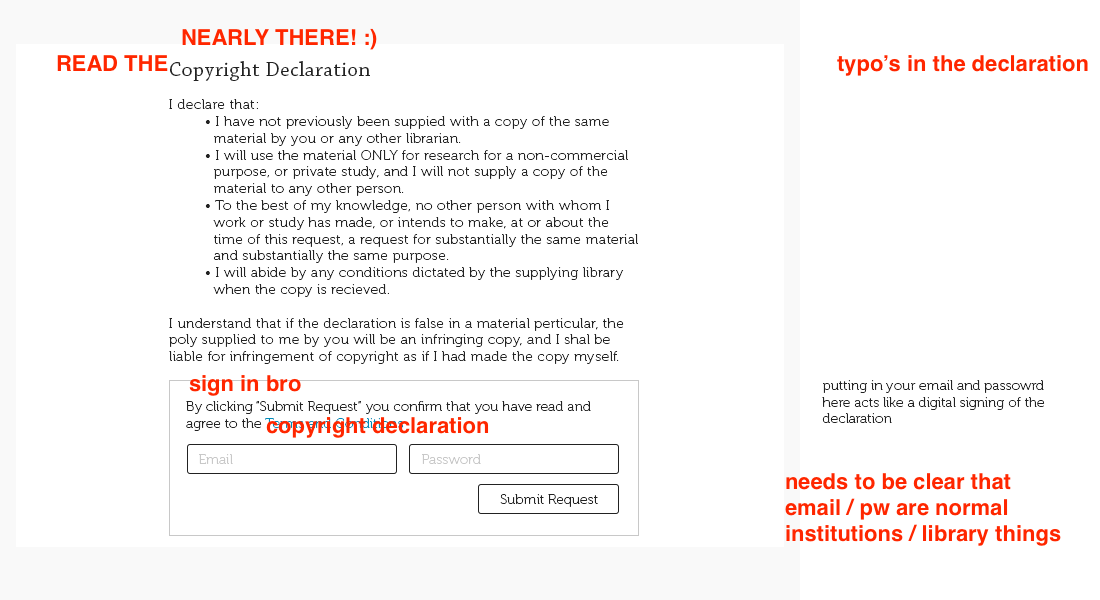 NEARLY THERE! :)
READ THE
Copyright Declaration
typo's in the declaration
I declare that:
• I have not previously been suppied with a copy of the same
material by you or any other librarian.
• I will use the material ONLY for research for a non-commercial
purpose, or private study, and I will not supply a copy of the
material to any other person.
• To the best of my knowledge, no other person with whom I
work or study has made, or intends to make, at or about the
time of this request, a request for substantially the same material
and substantially the same purpose.
• I will abide by any conditions dictated by the supplying library
when the copy is recieved.
I understand that if the declaration is false in a material perticular, the
poly supplied to me by you will be an infringing copy, and I shal be
liable for infringement of copyright as if I had made the copy myself.
sign in bro
By clicking "Submit Request" you confirm that you have read and
agree to the Terms and Conditions
copyright declaration
Email
Password
Submit Request
putting in your email and passowrd
here acts like a digital signing of the
declaration
needs to be clear that
email / pw are normal
institutions / library things